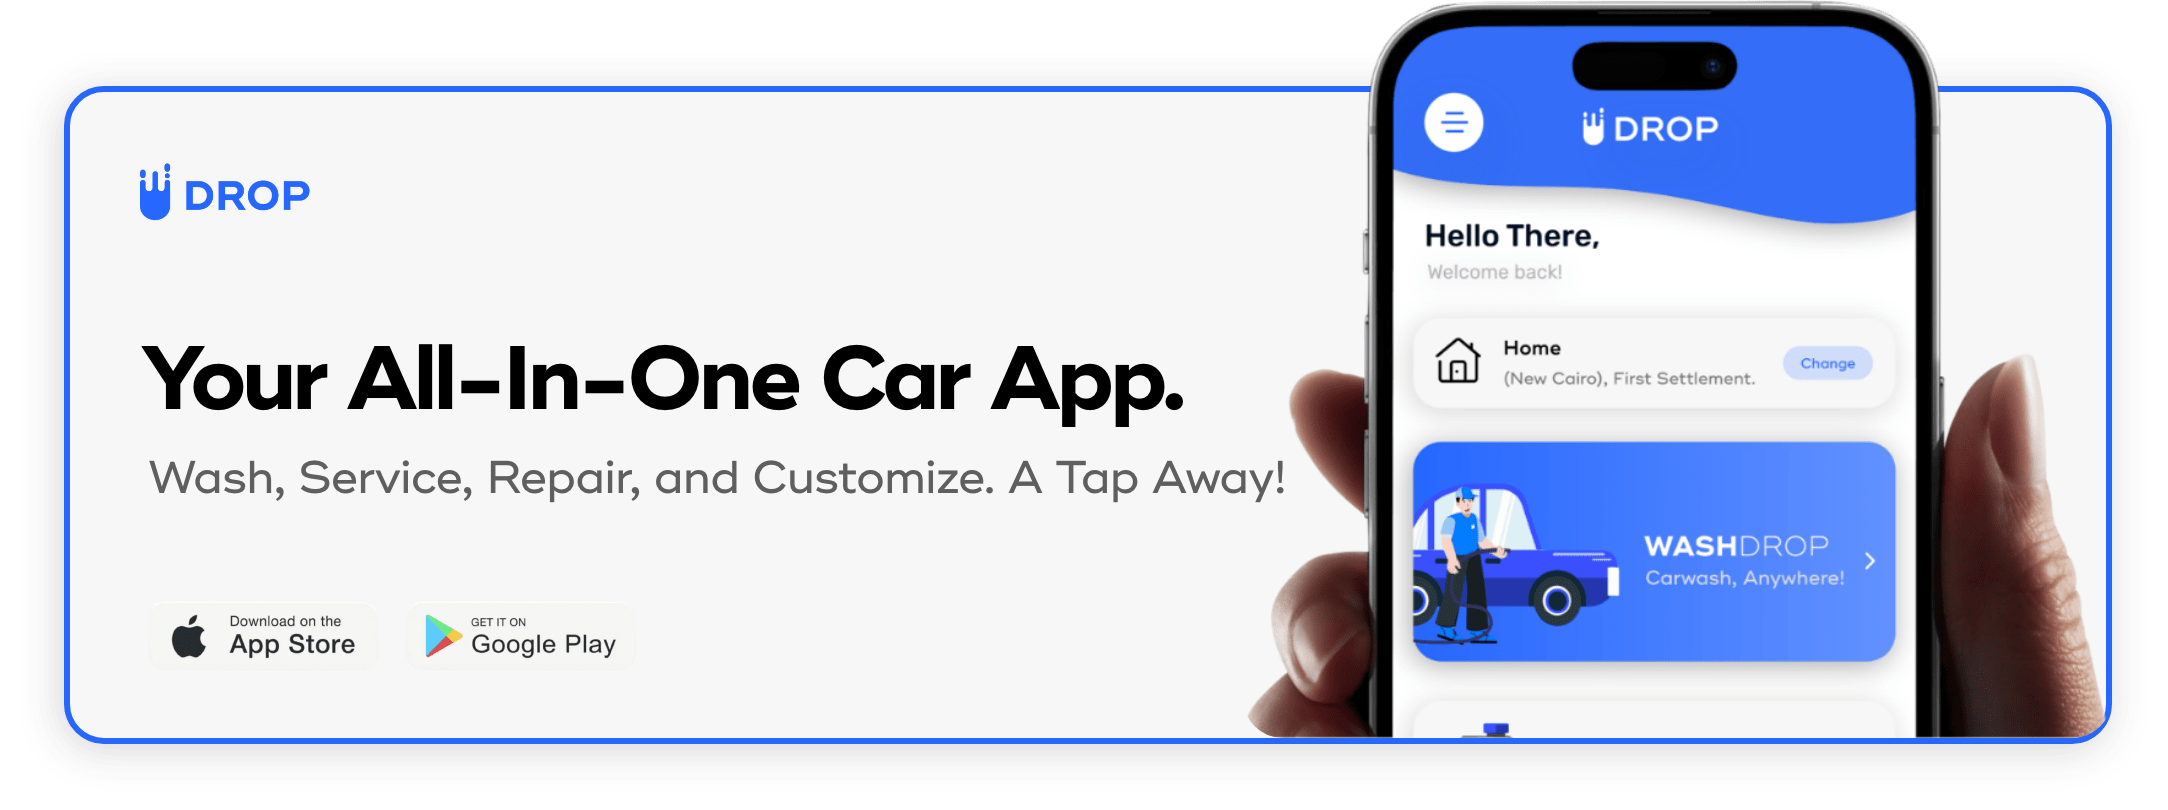 DROP
Your All-In-One Car App.
Wash, Service, Repair, and Customize. A Tap Away!
Download on the
App Store
GET IT ON
Google Play
DROP
Hello There,
Welcome back!
Home
(New Cairo), First Settlement.
Change
WASHDROP
Carwash, Anywhere!